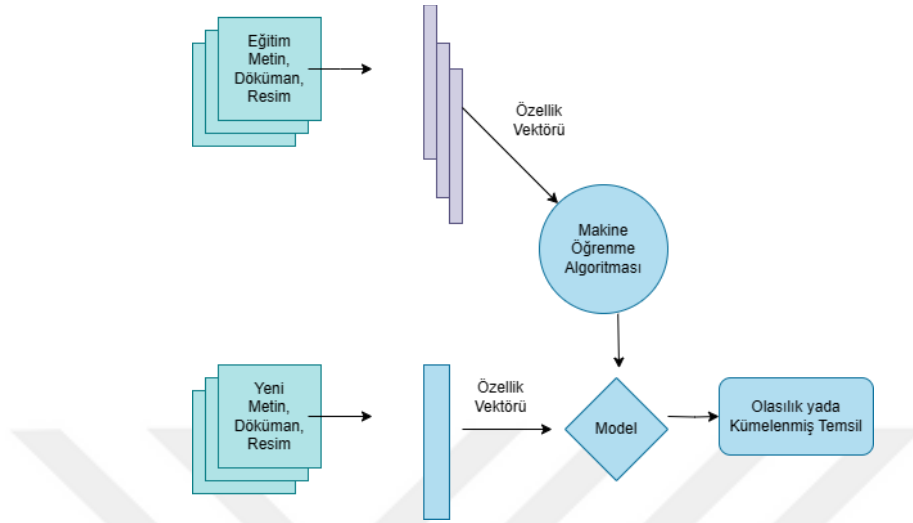 Eğitim
Metin,
Döküman,
Resim
Özellik
Vektörü
Makine
Öğrenme
Algoritması
Yeni
Metin,
Döküman,
Resim
Özellik
Vektörü
Model
Olasılık yada
Kümelenmiş Temsil